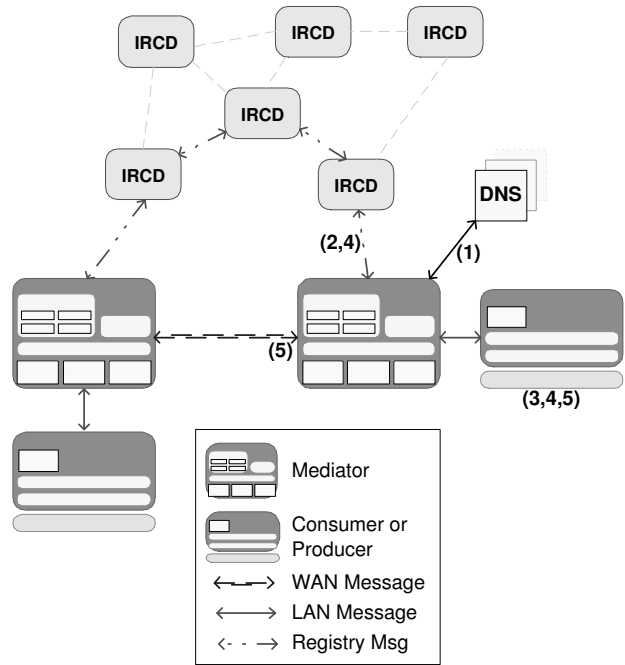 IRCD
IRCD
IRCD
IRCD
IRCD
IRCD
DNS
(2,4)
(1)
(5)
(3,4,5)
Mediator
Consumer or
Producer
WAN Message
LAN Message
Registry Msg